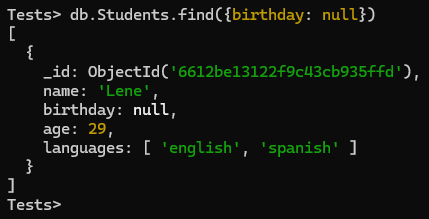 Tests> db.Students.find({birthday: null})
[
  {
    _id: ObjectId('6612be13122f9c43cb935ffd'),
    name: 'Lene',
    birthday: null,
    age: 29,
    languages: [ 'english', 'spanish' ]
  }
]
Tests>